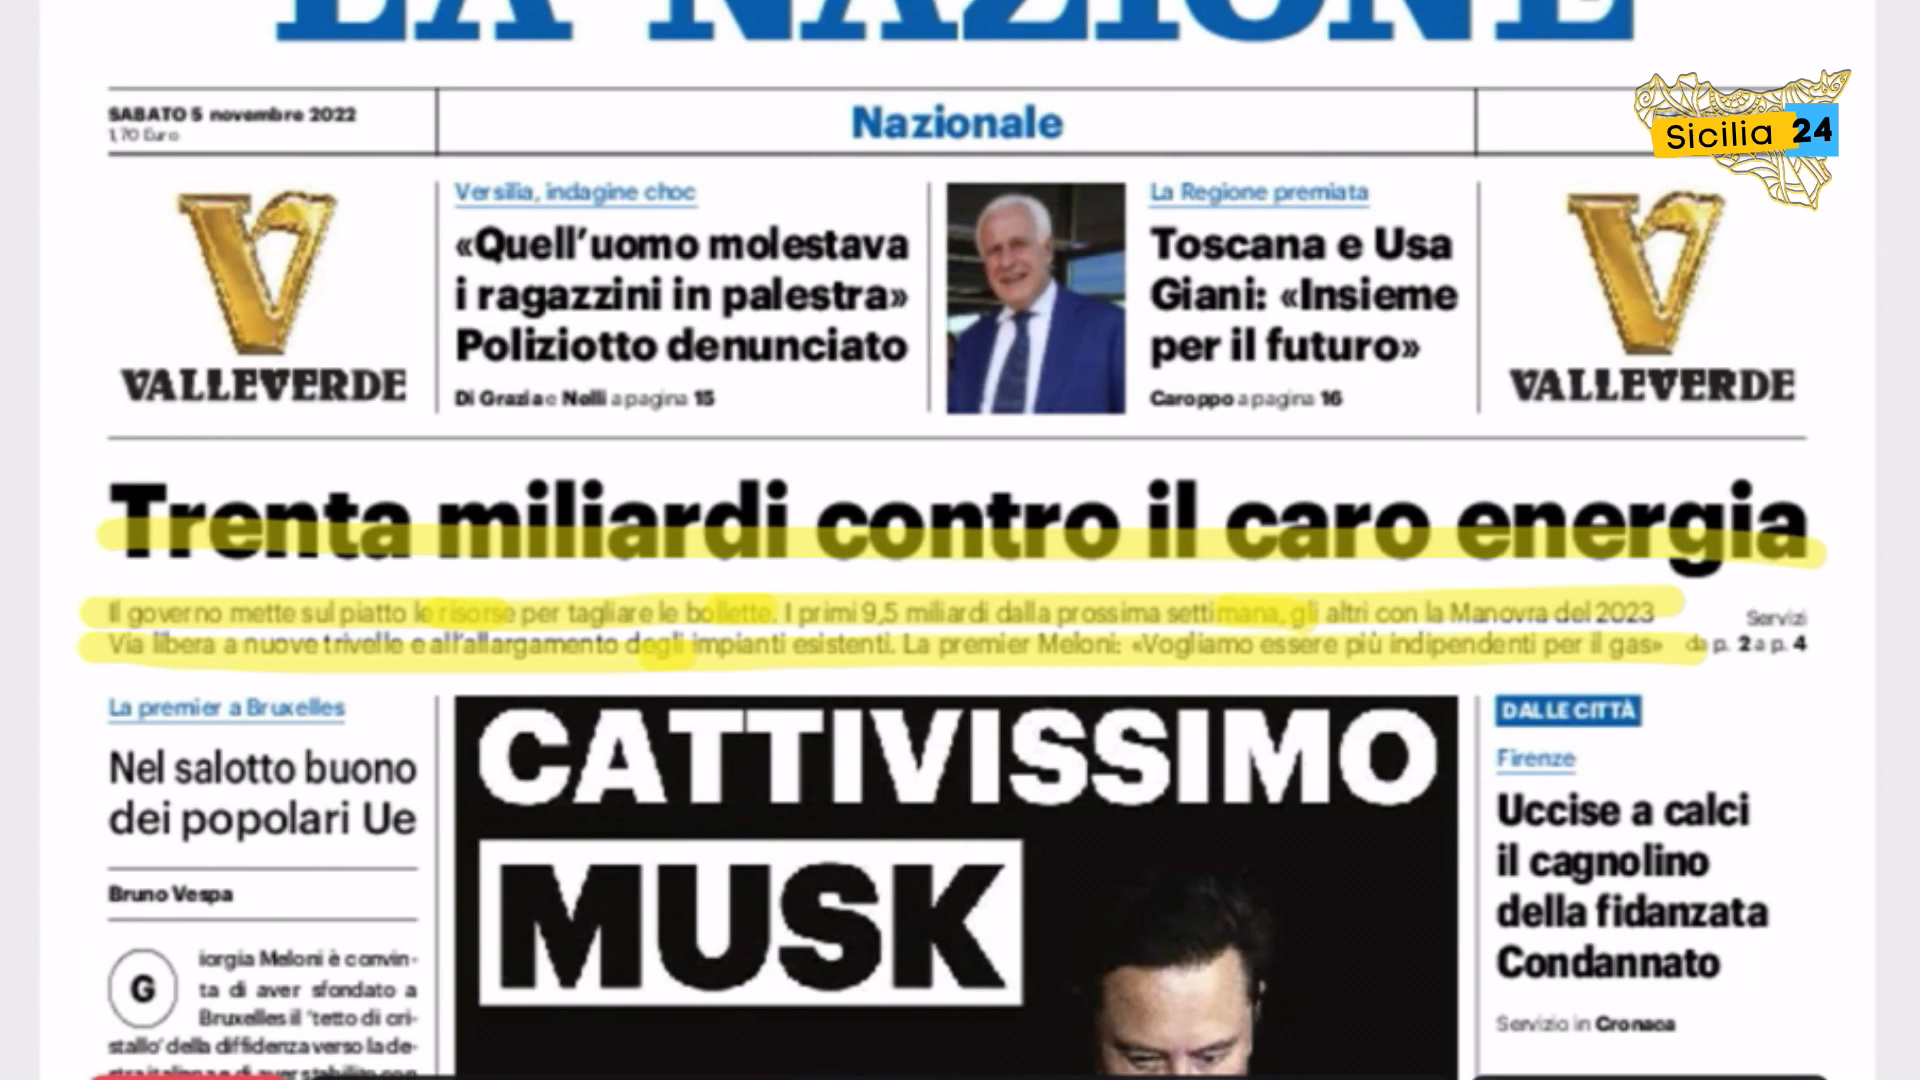 LA NAZIONE
SABATO 5 novembre 2022
1,70 Euro
Nazionale
Sicilia 24
VALLEVERDE
Versilia, indagine choc
«Quell'uomo molestava
i ragazzini in palestra»
Poliziotto denunciato
Di Grazia e Nelli a pagina 15
La Regione premiata
Toscana e Usa
Giani: «Insieme
per il futuro»
Caroppo a pagina 16
VALLEVERDE
Trenta miliardi contro il caro energia
Il governo mette sul piatto le risorse per tagliare le bollette. I primi 9,5 miliardi dalla prossima settimana, gli altri con la Manovra del 2023
Via libera a nuove trivelle e all'allargamento degli impianti esistenti. La premier Meloni: «Vogliamo essere più indipendenti per il gas»
Servizi
da p. 2 a p. 4
La premier a Bruxelles
Nel salotto buono
dei popolari Ue
Bruno Vespa
Giorgia Meloni è convin-
ta di aver sfondato a
Bruxelles il 'tetto di cri-
stallo' della diffidenza verso la de-
stra italiana e di aver stabilito con
CATTIVISSIMO
MUSK
DALLE CITTÀ
Firenze
Uccise a calci
il cagnolino
della fidanzata
Condannato
Servizio in Cronaca